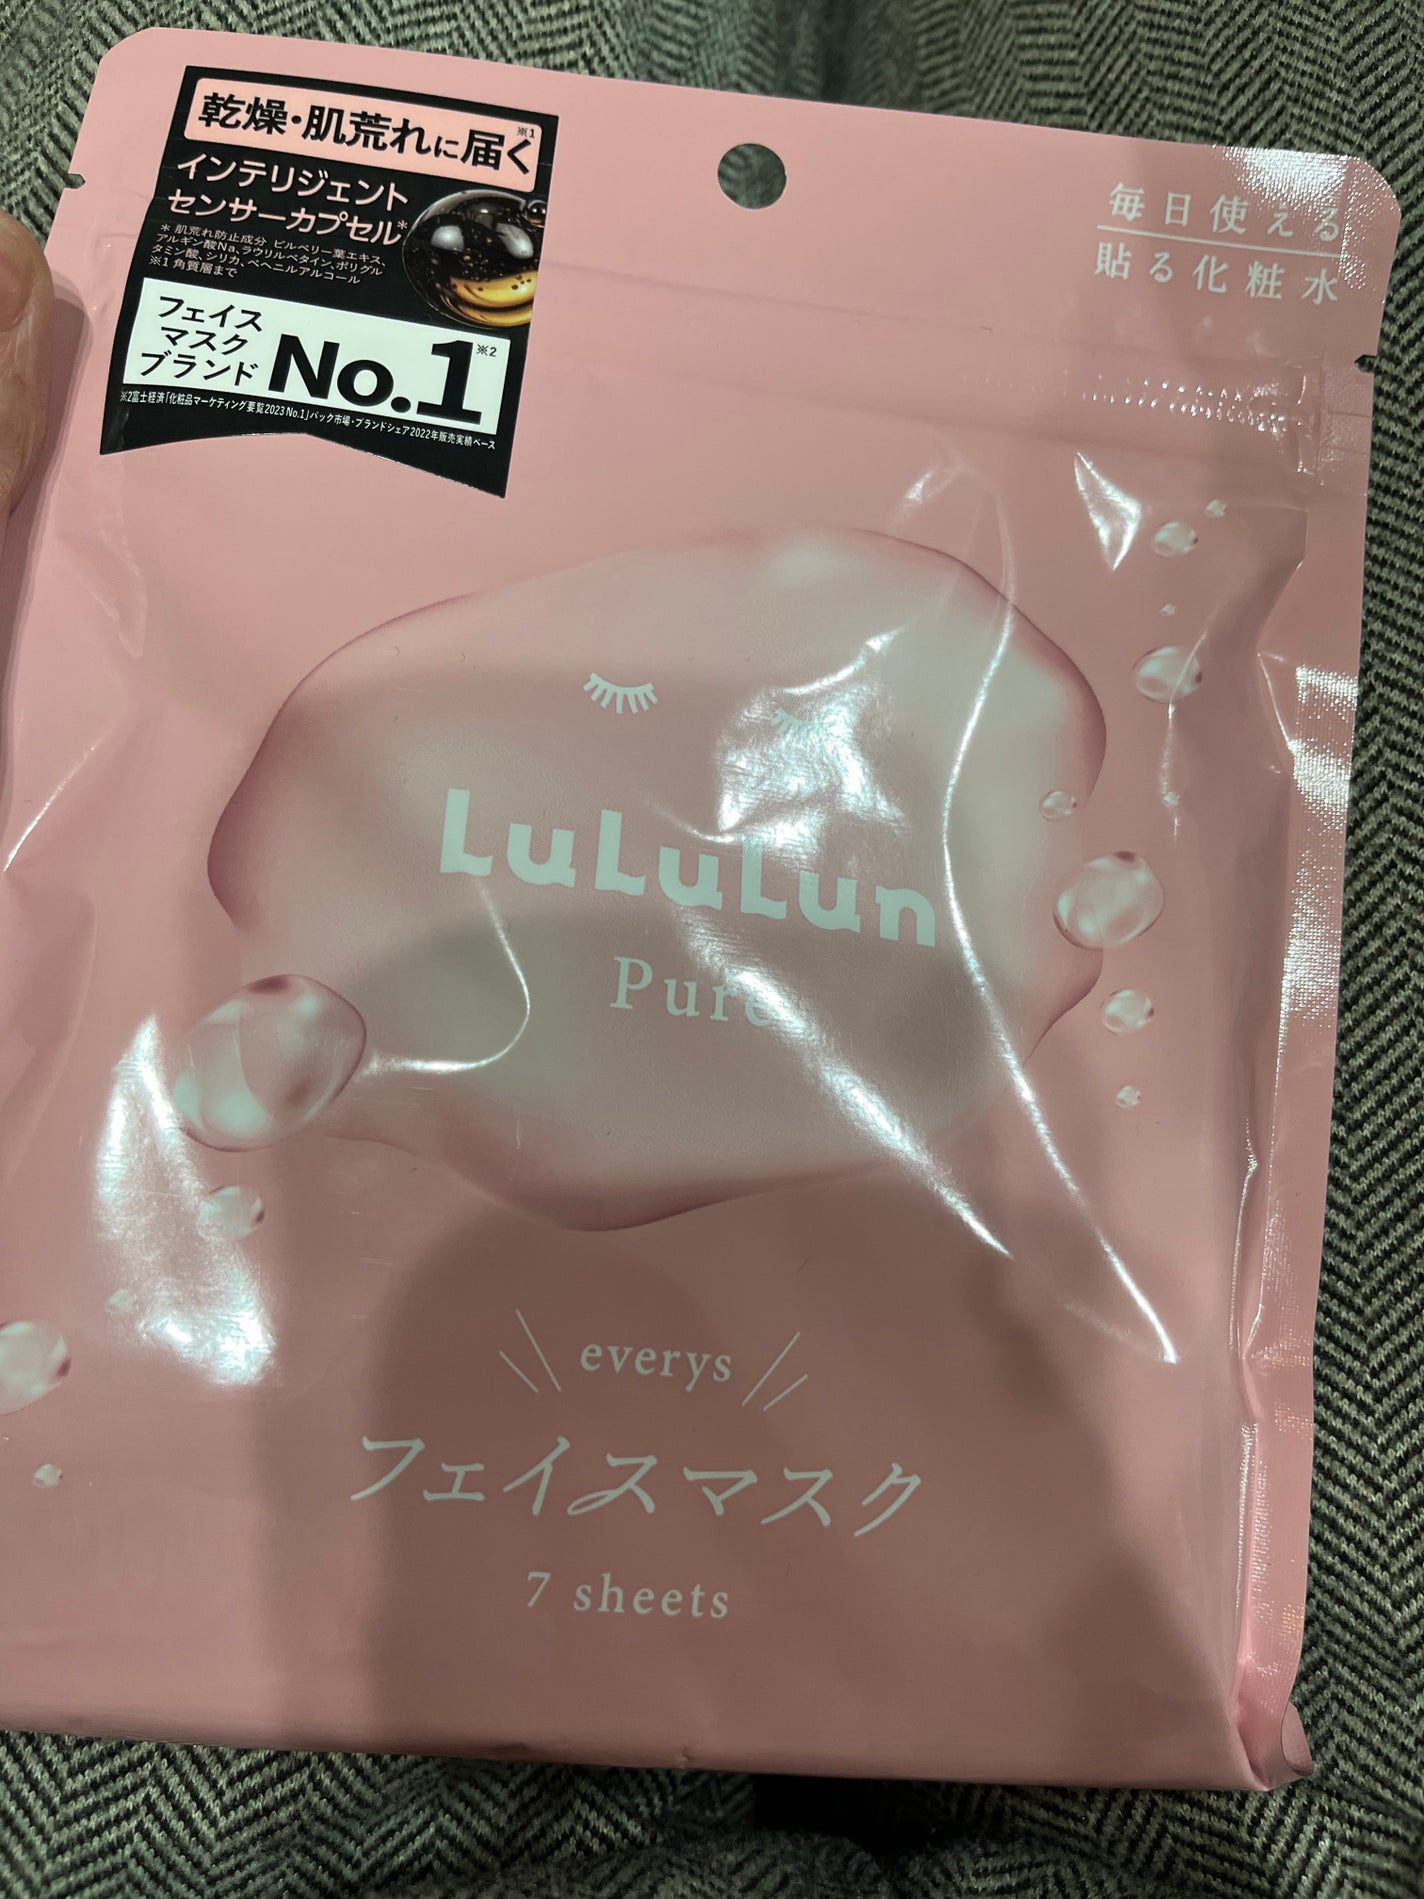 乾燥・肌荒れに届く※1
インテリジェント
センサーカプセル*
* 肌荒れ防止成分 ビルベリー葉エキス、
アルギン酸Na、ラウリルベタイン、ポリグル
タミン酸、シリカ、ベヘニルアルコール
※1 角質層まで
フェイス
マスク
ブランド
No.1※2
※2富士経済「化粧品マーケティング要覧2023 No.1」パック市場・ブランドシェア2022年販売実績ベース
毎日使える
貼る化粧水
LuLuLun
Pure
everys
フェイスマスク
7 sheets